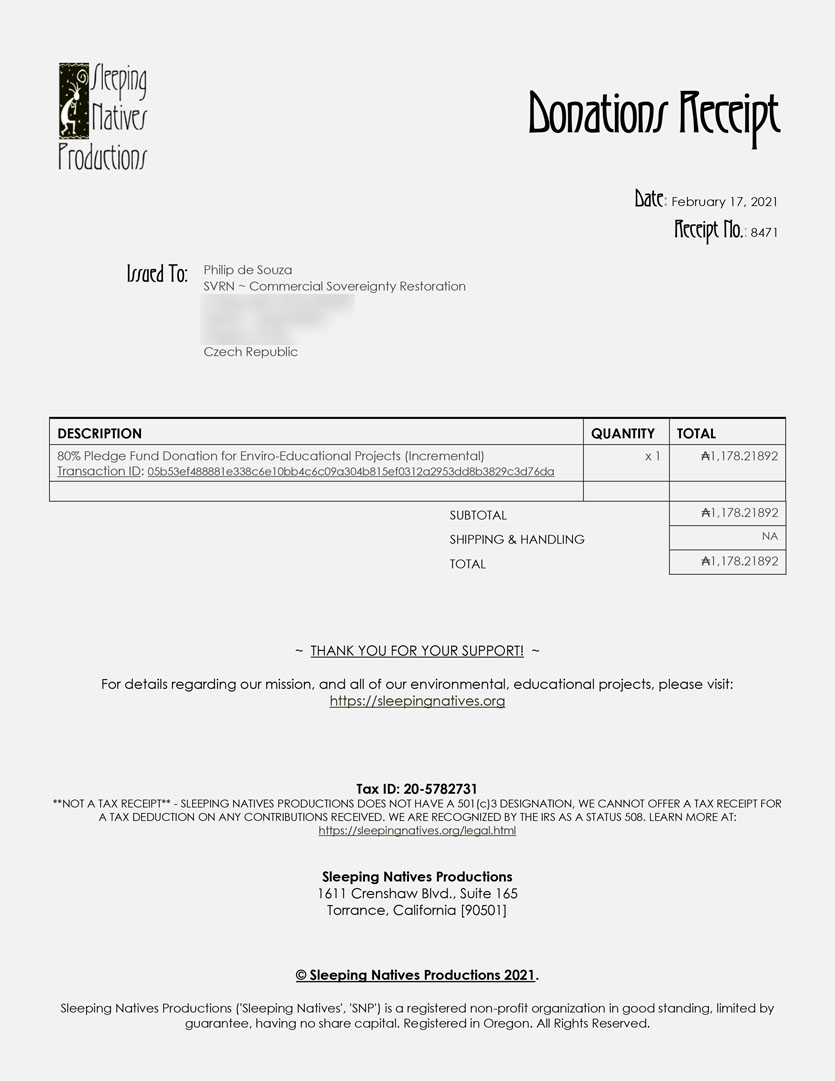 Sleeping
Natives
Productions
Donations Receipt
Date: February 17, 2021
Receipt No.: 8471
Issued To: Philip de Souza
SVRN ~ Commercial Sovereignty Restoration
Czech Republic
DESCRIPTION QUANTITY TOTAL
80% Pledge Fund Donation for Enviro-Educational Projects (Incremental) x 1 ₳1,178.21892
Transaction ID: 05b53ef488881e338c6e10bb4c6c09a304b815ef0312a2953dd8b3829c3d76da
SUBTOTAL ₳1,178.21892
SHIPPING & HANDLING NA
TOTAL ₳1,178.21892
~ THANK YOU FOR YOUR SUPPORT! ~
For details regarding our mission, and all of our environmental, educational projects, please visit:
https://sleepingnatives.org
Tax ID: 20-5782731
**NOT A TAX RECEIPT** - SLEEPING NATIVES PRODUCTIONS DOES NOT HAVE A 501(c)3 DESIGNATION, WE CANNOT OFFER A TAX RECEIPT FOR
A TAX DEDUCTION ON ANY CONTRIBUTIONS RECEIVED. WE ARE RECOGNIZED BY THE IRS AS A STATUS 508. LEARN MORE AT:
https://sleepingnatives.org/legal.html
Sleeping Natives Productions
1611 Crenshaw Blvd., Suite 165
Torrance, California [90501]
© Sleeping Natives Productions 2021.
Sleeping Natives Productions ('Sleeping Natives', 'SNP') is a registered non-profit organization in good standing, limited by
guarantee, having no share capital. Registered in Oregon. All Rights Reserved.